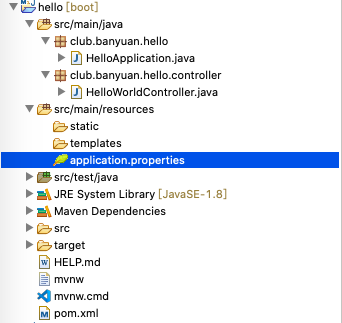 hello [boot]
src/main/java
club.banyuan.hello
HelloApplication.java
club.banyuan.hello.controller
HelloWorldController.java
src/main/resources
static
templates
application.properties
src/test/java
JRE System Library [JavaSE-1.8]
Maven Dependencies
src
target
HELP.md
mvnw
mvnw.cmd
pom.xml